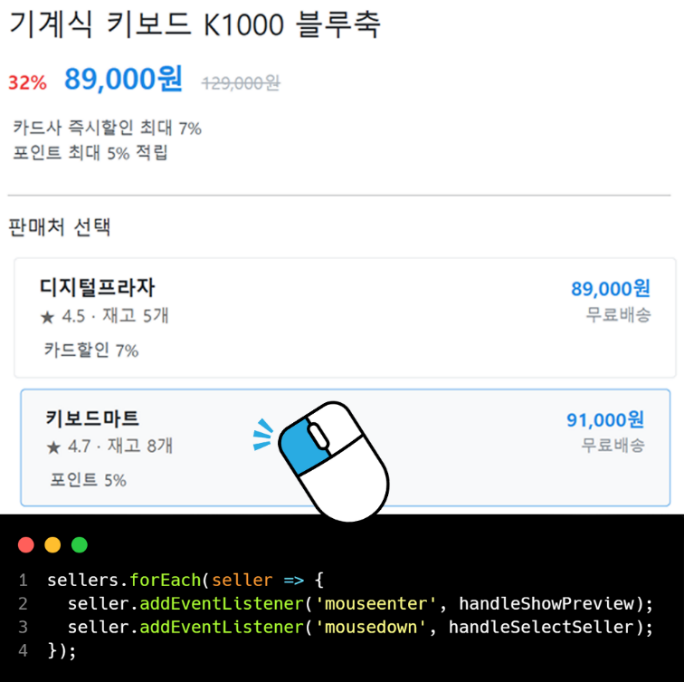 기계식 키보드 K1000 블루축
32% 89,000원 129,000원
카드사 즉시할인 최대 7%
포인트 최대 5% 적립
판매처 선택
디지털프라자 89,000원
★ 4.5 · 재고 5개 무료배송
카드할인 7%
키보드마트 91,000원
★ 4.7 · 재고 8개 무료배송
포인트 5%
1 sellers.forEach(seller => {
2   seller.addEventListener('mouseenter', handleShowPreview);
3   seller.addEventListener('mousedown', handleSelectSeller);
4 });